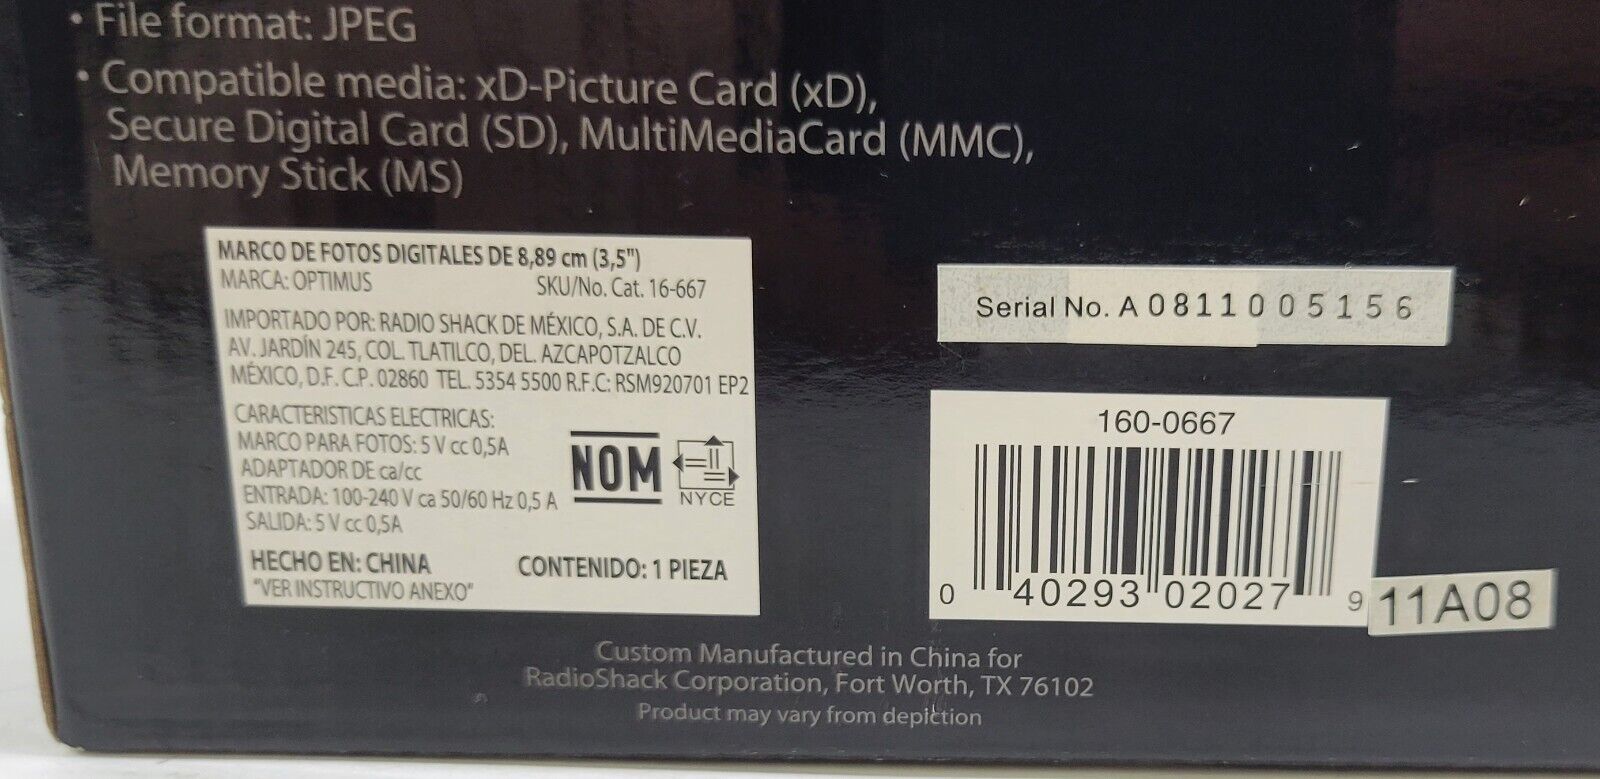 • File format: JPEG
• Compatible media: xD-Picture Card (xD),
Secure Digital Card (SD), MultiMediaCard (MMC),
Memory Stick (MS)
MARCO DE FOTOS DIGITALES DE 8,89 cm (3,5")
MARCA: OPTIMUS SKU/No. Cat. 16-667
IMPORTADO POR: RADIO SHACK DE MÉXICO, S.A. DE C.V.
AV. JARDÍN 245, COL. TLATILCO, DEL. AZCAPOTZALCO
MÉXICO, D.F. C.P. 02860 TEL. 5354 5500 R.F.C: RSM920701 EP2
CARACTERISTICAS ELECTRICAS:
MARCO PARA FOTOS: 5 V cc 0,5A
ADAPTADOR DE ca/cc
ENTRADA: 100-240 V ca 50/60 Hz 0,5 A
SALIDA: 5 V cc 0,5A
NOM
NYCE
HECHO EN: CHINA CONTENIDO: 1 PIEZA
"VER INSTRUCTIVO ANEXO"
Serial No. A 0811005156
160-0667
0 40293 02027 9
11A08
Custom Manufactured in China for
RadioShack Corporation, Fort Worth, TX 76102
Product may vary from depiction